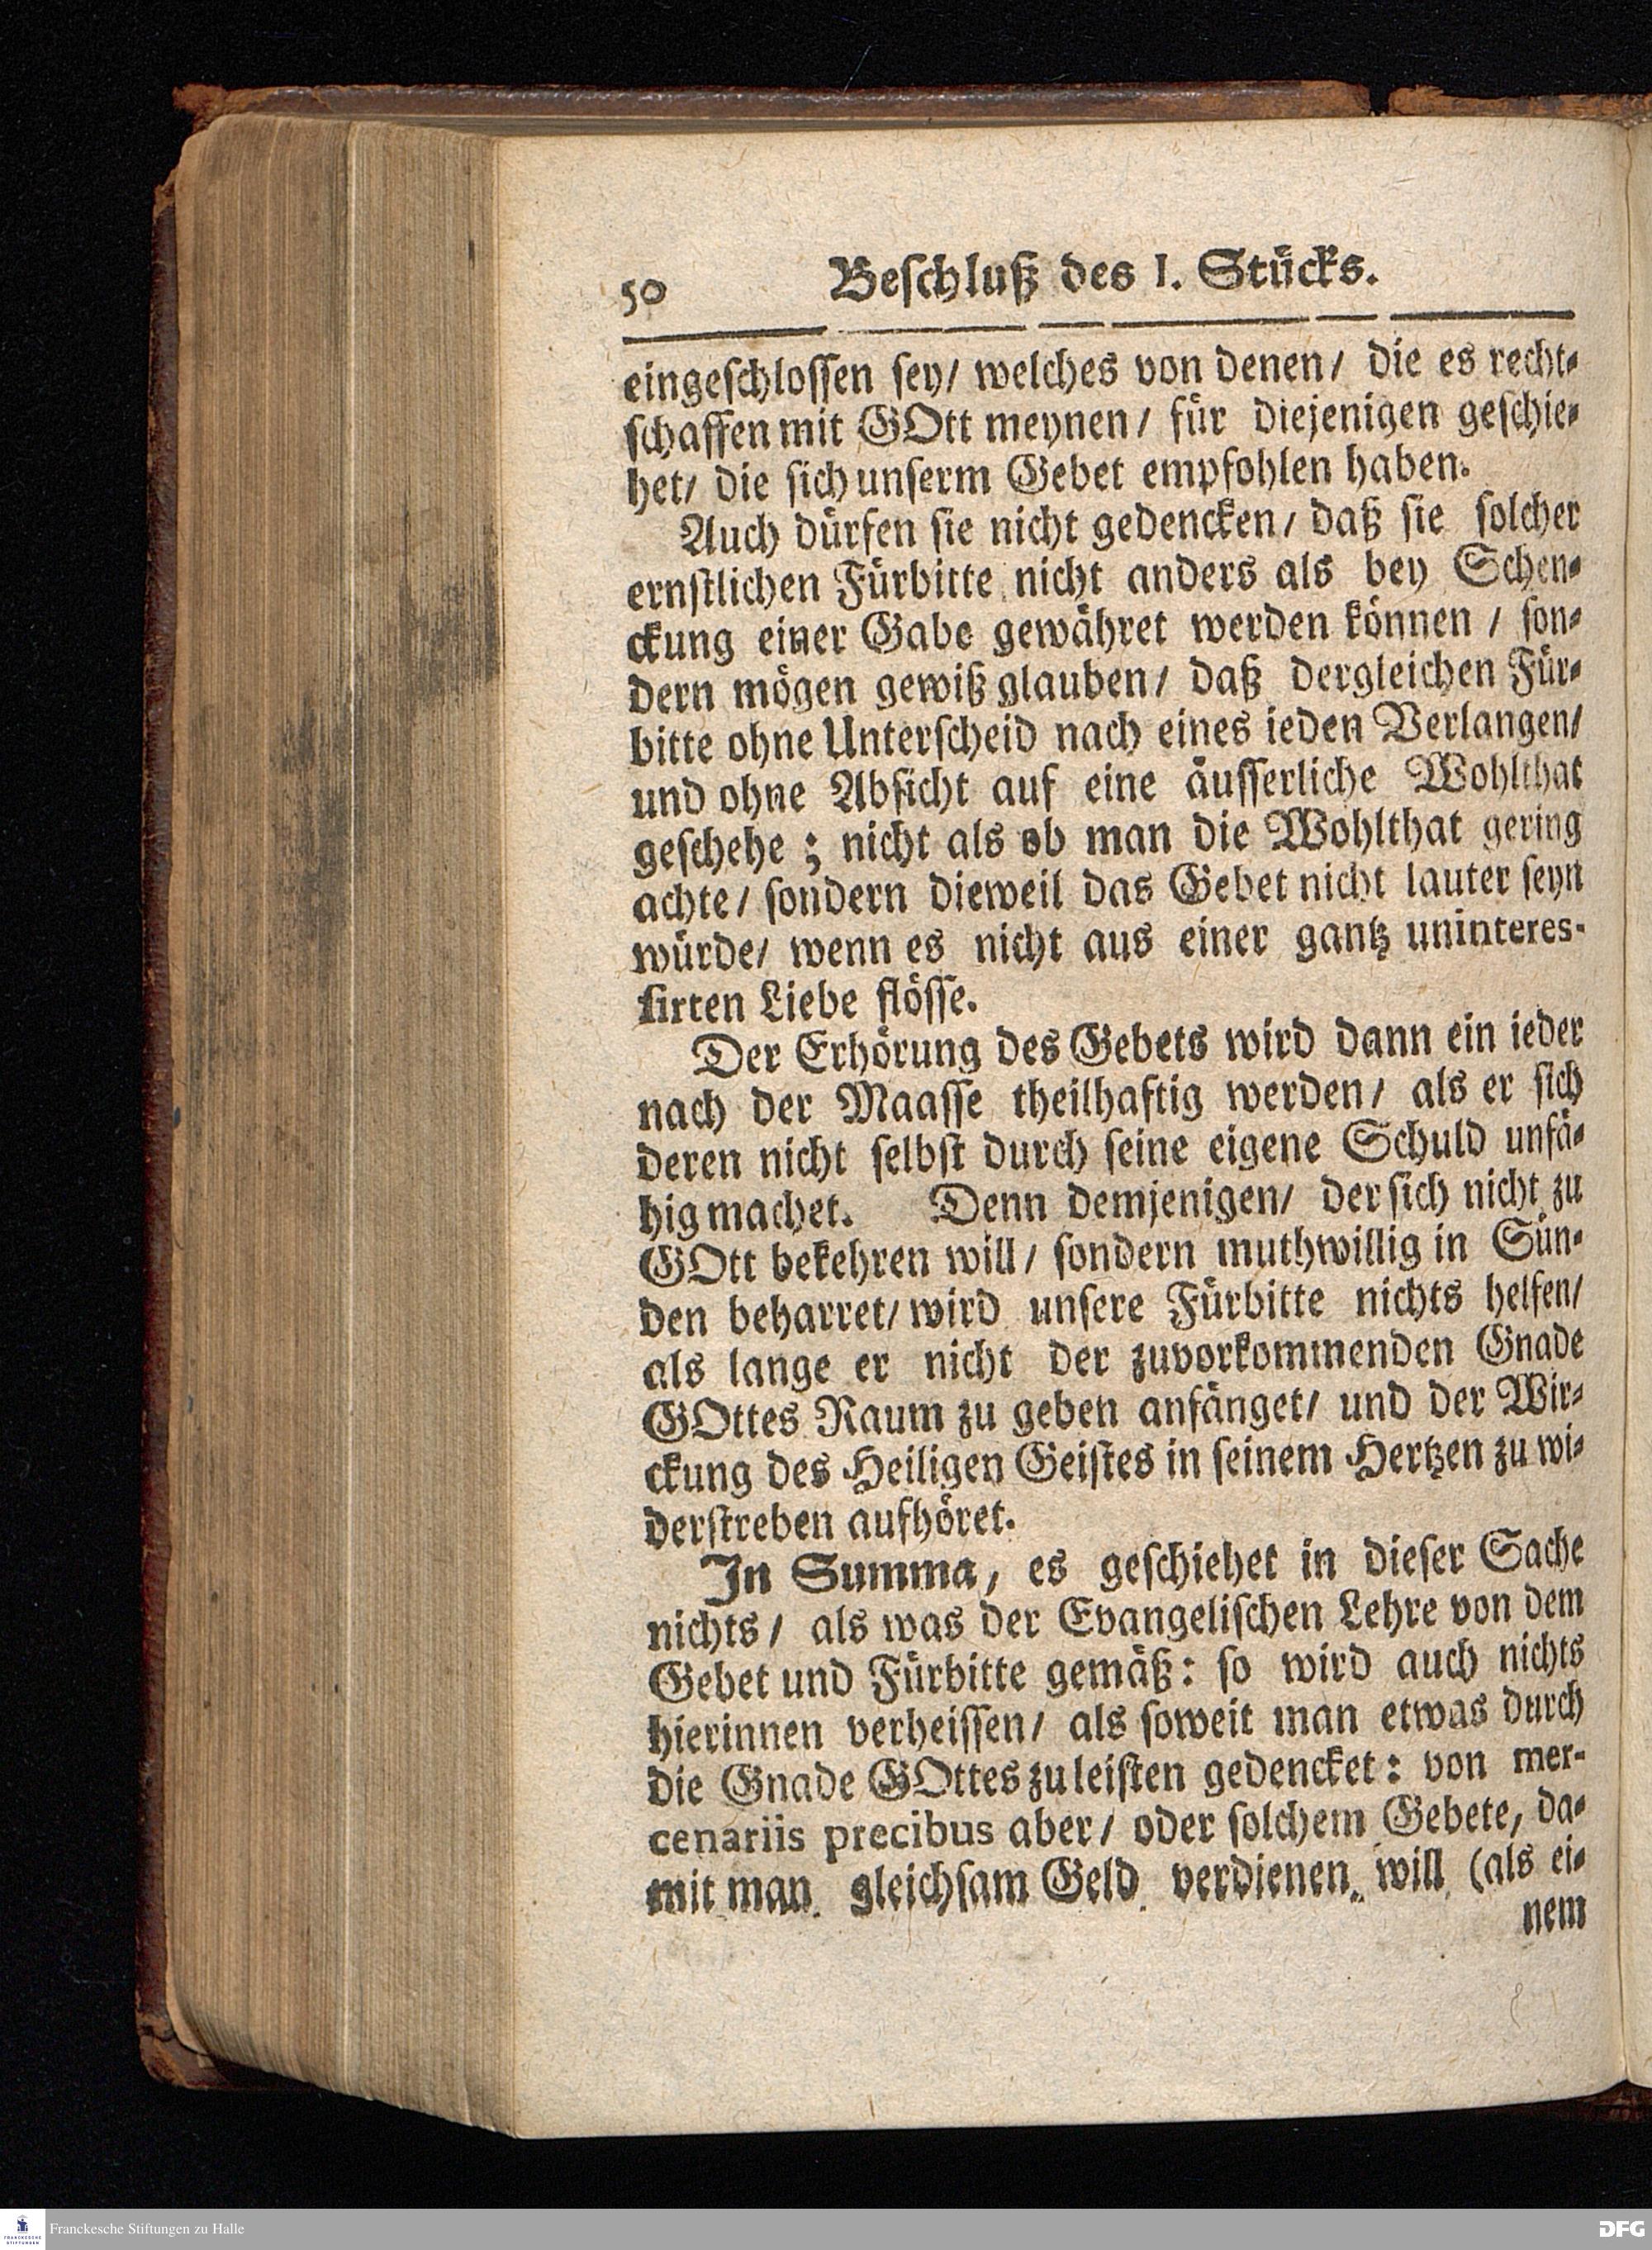 50 Beſchluß des I. Stücks.
eingeſchloſſen ſey/ welches von denen/ die es recht-
ſchaffen mit GOtt meynen/ für diejenigen geſchie-
het/ die ſich unſerm Gebet empfohlen haben.
Auch dürfen ſie nicht gedencken/ daß ſie ſolcher
ernſtlichen Fürbitte nicht anders als bey Schen-
ckung einer Gabe gewähret werden können / ſon-
dern mögen gewiß glauben/ daß dergleichen Für-
bitte ohne Unterſcheid nach eines ieden Verlangen/
und ohne Abſicht auf eine äuſſerliche Wohlthat
geſchehe ; nicht als ob man die Wohlthat gering
achte/ ſondern dieweil das Gebet nicht lauter ſeyn
würde/ wenn es nicht aus einer gantz uninteres-
ſirten Liebe flöſſe.
Der Erhörung des Gebets wird dann ein ieder
nach der Maaſſe theilhaftig werden/ als er ſich
deren nicht ſelbſt durch ſeine eigene Schuld unfä-
hig machet. Denn demjenigen/ der ſich nicht zu
GOtt bekehren will/ ſondern muthwillig in Sün-
den beharret/ wird unſere Fürbitte nichts helfen/
als lange er nicht der zuvorkommenden Gnade
GOttes Raum zu geben anfänget/ und der Wir-
ckung des Heiligen Geiſtes in ſeinem Hertzen zu wi-
derſtreben aufhöret.
In Summa, es geſchiehet in dieſer Sache
nichts/ als was der Evangeliſchen Lehre von dem
Gebet und Fürbitte gemäß: ſo wird auch nichts
hierinnen verheiſſen/ als ſoweit man etwas durch
die Gnade GOttes zu leiſten gedencket: von mer-
cenariis precibus aber/ oder ſolchem Gebete, da-
mit man gleichſam Geld verdienen will (als ei-
nem
Franckesche Stiftungen zu Halle
FRANCKESCHE STIFTUNGEN
DFG